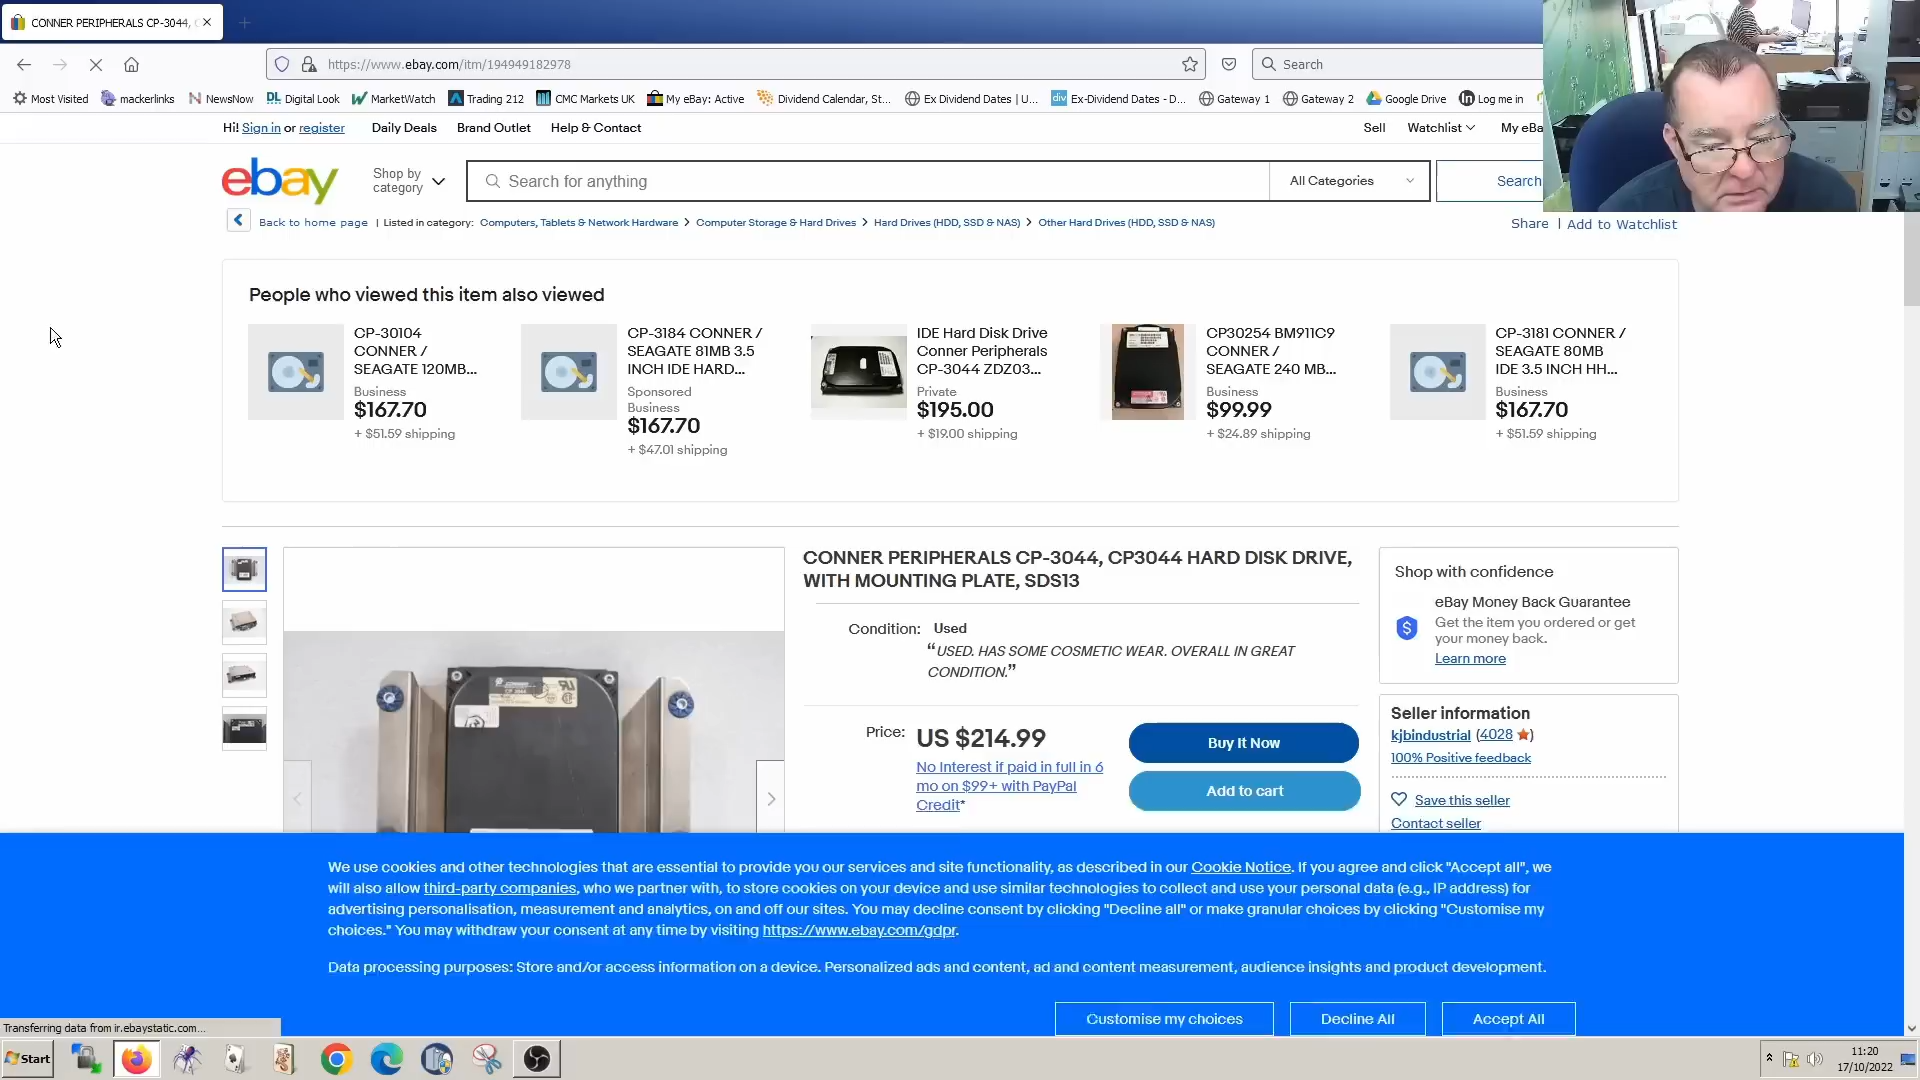 CONNER PERIPHERALS CP-3044, C
https://www.ebay.com/itm/194949182978
Search
Most Visited
mackerlinks
NewsNow
Digital Look
MarketWatch
Trading 212
CMC Markets UK
My eBay: Active
Dividend Calendar, St...
Ex Dividend Dates | U...
Ex-Dividend Dates - D...
Gateway 1
Gateway 2
Google Drive
Log me in
Hi! Sign in or register
Daily Deals
Brand Outlet
Help & Contact
Sell
Watchlist
My eBa
ebay
Shop by
category
Search for anything
All Categories
Search
Back to home page | Listed in category: Computers, Tablets & Network Hardware > Computer Storage & Hard Drives > Hard Drives (HDD, SSD & NAS) > Other Hard Drives (HDD, SSD & NAS)
Share | Add to Watchlist
People who viewed this item also viewed
CP-30104
CONNER /
SEAGATE 120MB...
Business
$167.70
+ $51.59 shipping
CP-3184 CONNER /
SEAGATE 81MB 3.5
INCH IDE HARD...
Sponsored
Business
$167.70
+ $47.01 shipping
IDE Hard Disk Drive
Conner Peripherals
CP-3044 ZDZ03...
Private
$195.00
+ $19.00 shipping
CP30254 BM911C9
CONNER /
SEAGATE 240 MB...
Business
$99.99
+ $24.89 shipping
CP-3181 CONNER /
SEAGATE 80MB
IDE 3.5 INCH HH...
Business
$167.70
+ $51.59 shipping
CONNER PERIPHERALS CP-3044, CP3044 HARD DISK DRIVE,
WITH MOUNTING PLATE, SDS13
Condition: Used
“USED. HAS SOME COSMETIC WEAR. OVERALL IN GREAT
CONDITION.”
Price: US $214.99
No Interest if paid in full in 6
mo on $99+ with PayPal
Credit*
Buy It Now
Add to cart
Shop with confidence
eBay Money Back Guarantee
Get the item you ordered or get
your money back.
Learn more
Seller information
kjbindustrial (4028)
100% Positive feedback
Save this seller
Contact seller
We use cookies and other technologies that are essential to provide you our services and site functionality, as described in our Cookie Notice. If you agree and click "Accept all", we
will also allow third-party companies, who we partner with, to store cookies on your device and use similar technologies to collect and use your personal data (e.g., IP address) for
advertising personalisation, measurement and analytics, on and off our sites. You may decline consent by clicking "Decline all" or make granular choices by clicking "Customise my
choices." You may withdraw your consent at any time by visiting https://www.ebay.com/gdpr.
Data processing purposes: Store and/or access information on a device. Personalized ads and content, ad and content measurement, audience insights and product development.
Customise my choices
Decline All
Accept All
Transferring data from ir.ebaystatic.com...
Start
11:20
17/10/2022